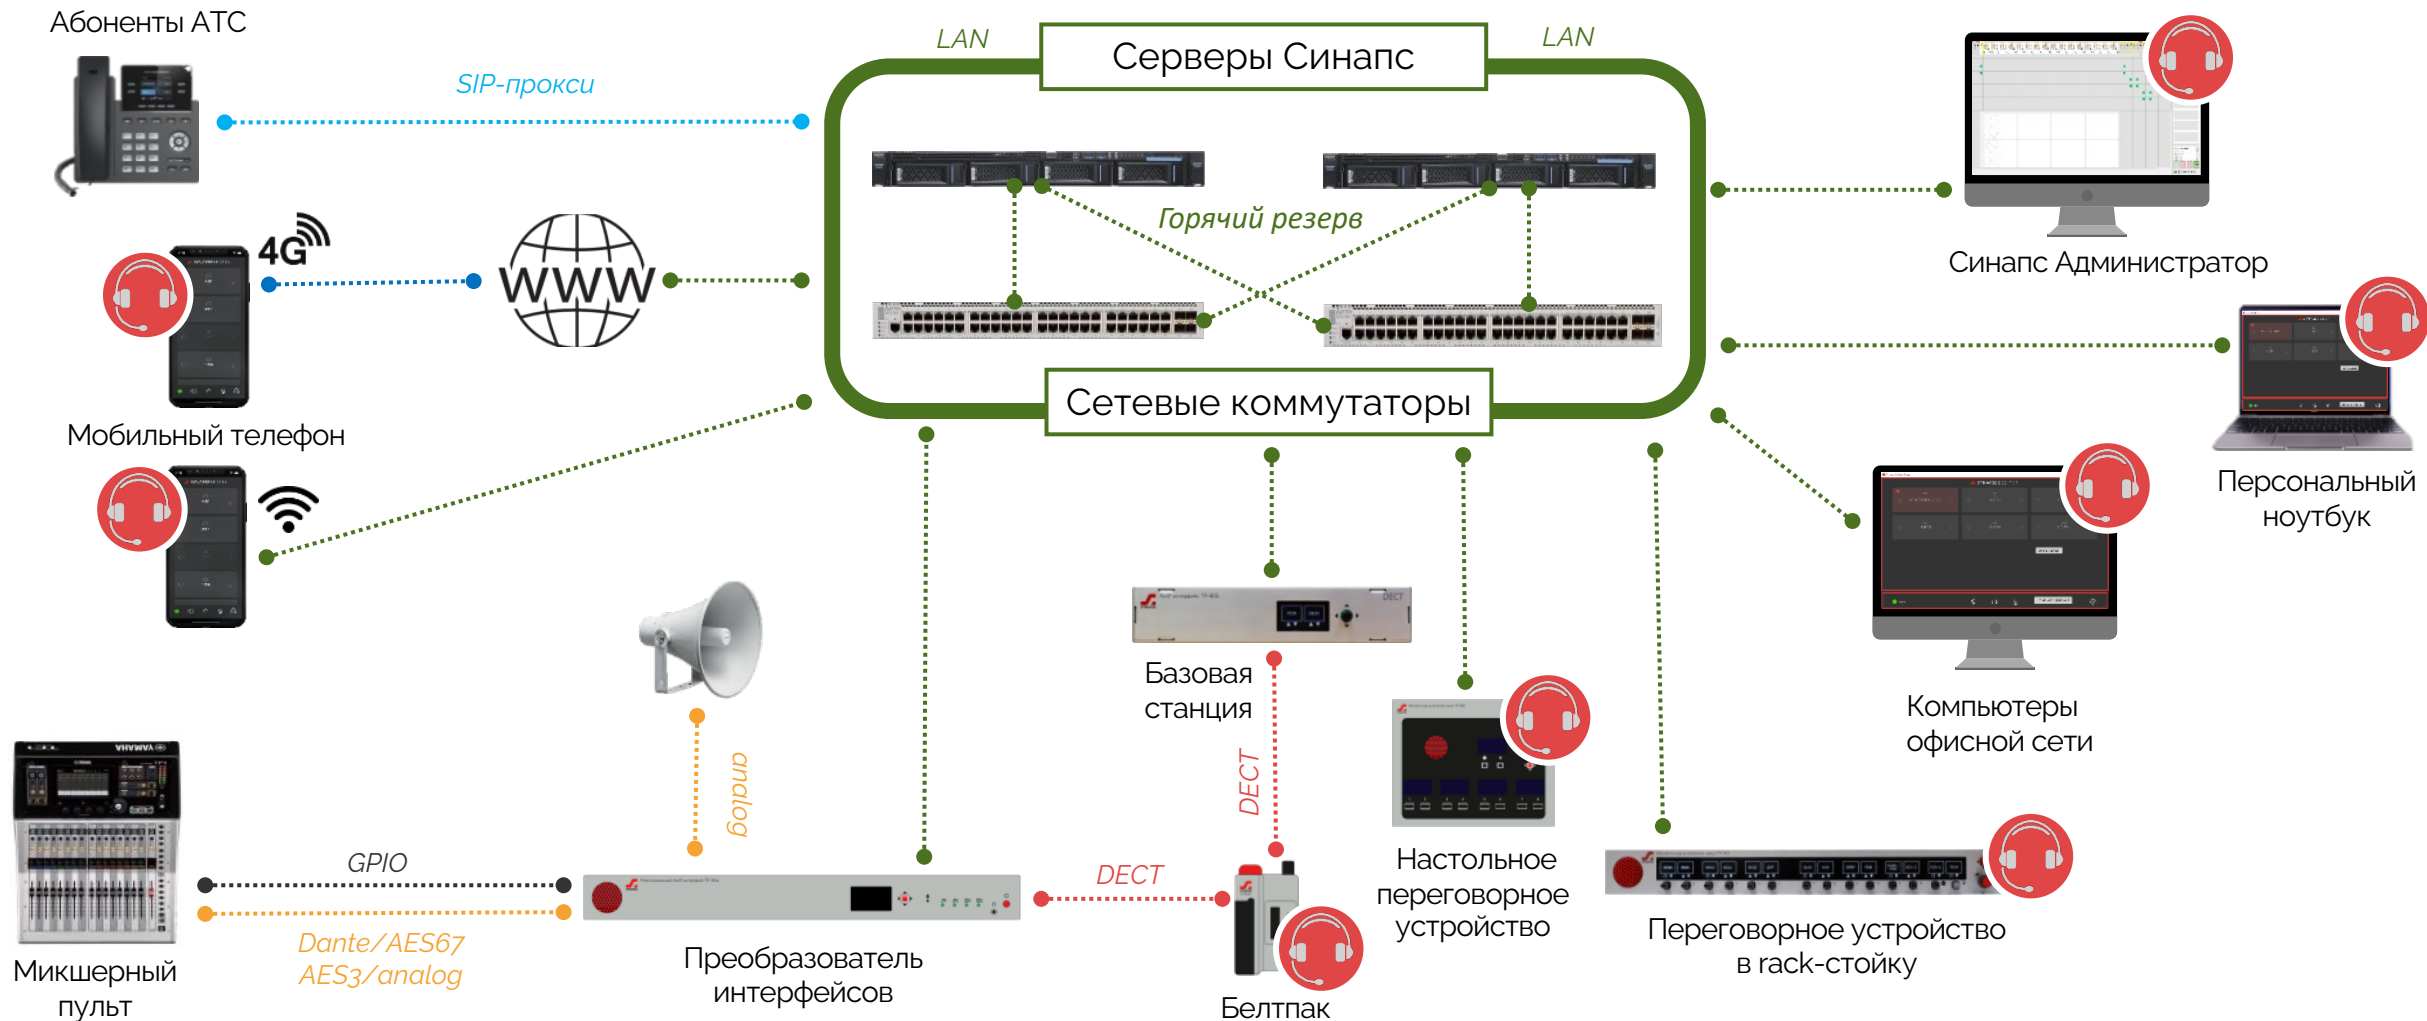 Абоненты АТС
SIP-прокси
LAN
Серверы Синапс
LAN
Горячий резерв
4G
WWW
Мобильный телефон
Сетевые коммутаторы
Синапс Администратор
Персональный
ноутбук
Компьютеры
офисной сети
DECT
Базовая
станция
analog
DECT
YAMAHA
GPIO
Dante/AES67
AES3/analog
Микшерный
пульт
Преобразователь
интерфейсов
DECT
Белтпак
Настольное
переговорное
устройство
Переговорное устройство
в rack-стойку